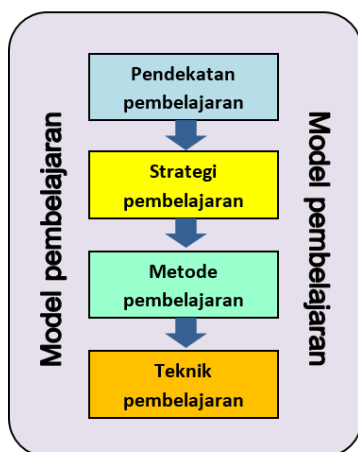 Model pembelajaran
Pendekatan
pembelajaran
Strategi
pembelajaran
Metode
pembelajaran
Teknik
pembelajaran
Model pembelajaran